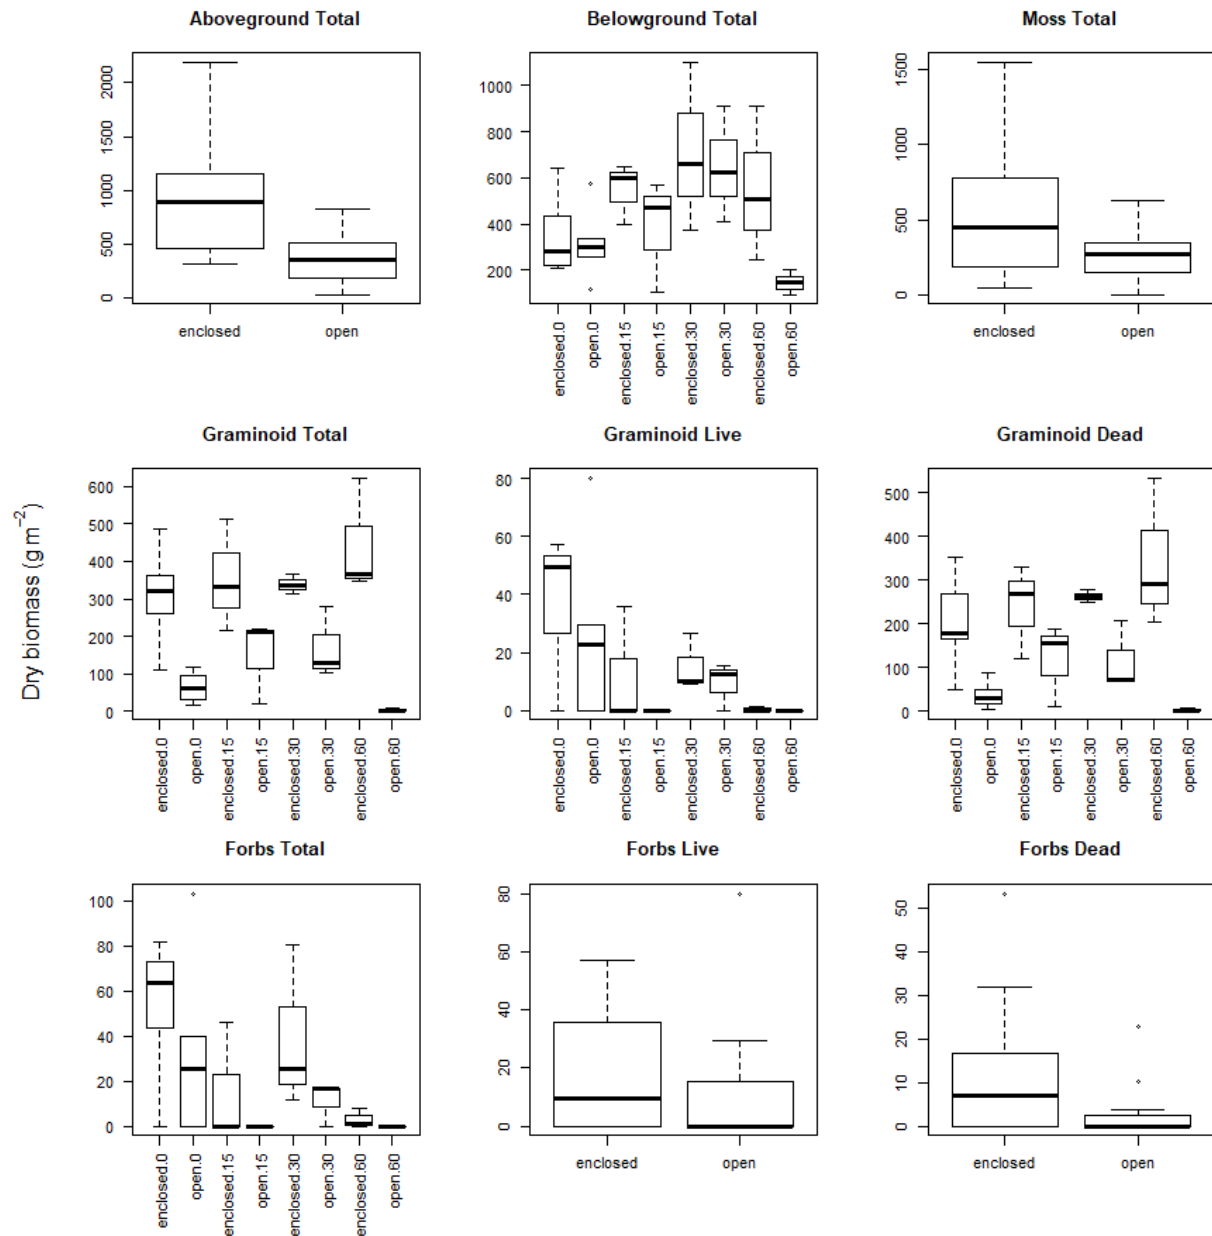 Aboveground Total
2000
1500
1000
500
0
enclosed
open
Belowground Total
1000
800
600
400
200
enclosed.0
open.0
enclosed.15
open.15
enclosed.30
open.30
enclosed.60
open.60
Moss Total
1500
1000
500
0
enclosed
open
Dry biomass (g m−2)
Graminoid Total
600
500
400
300
200
100
0
enclosed.0
open.0
enclosed.15
open.15
enclosed.30
open.30
enclosed.60
open.60
Graminoid Live
80
60
40
20
0
enclosed.0
open.0
enclosed.15
open.15
enclosed.30
open.30
enclosed.60
open.60
Graminoid Dead
500
400
300
200
100
0
enclosed.0
open.0
enclosed.15
open.15
enclosed.30
open.30
enclosed.60
open.60
Forbs Total
100
80
60
40
20
0
enclosed.0
open.0
enclosed.15
open.15
enclosed.30
open.30
enclosed.60
open.60
Forbs Live
80
60
40
20
0
enclosed
open
Forbs Dead
50
40
30
20
10
0
enclosed
open